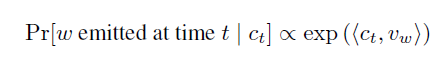 Pr[w emitted at time t | c_t] ∝ exp (⟨c_t, v_w⟩)